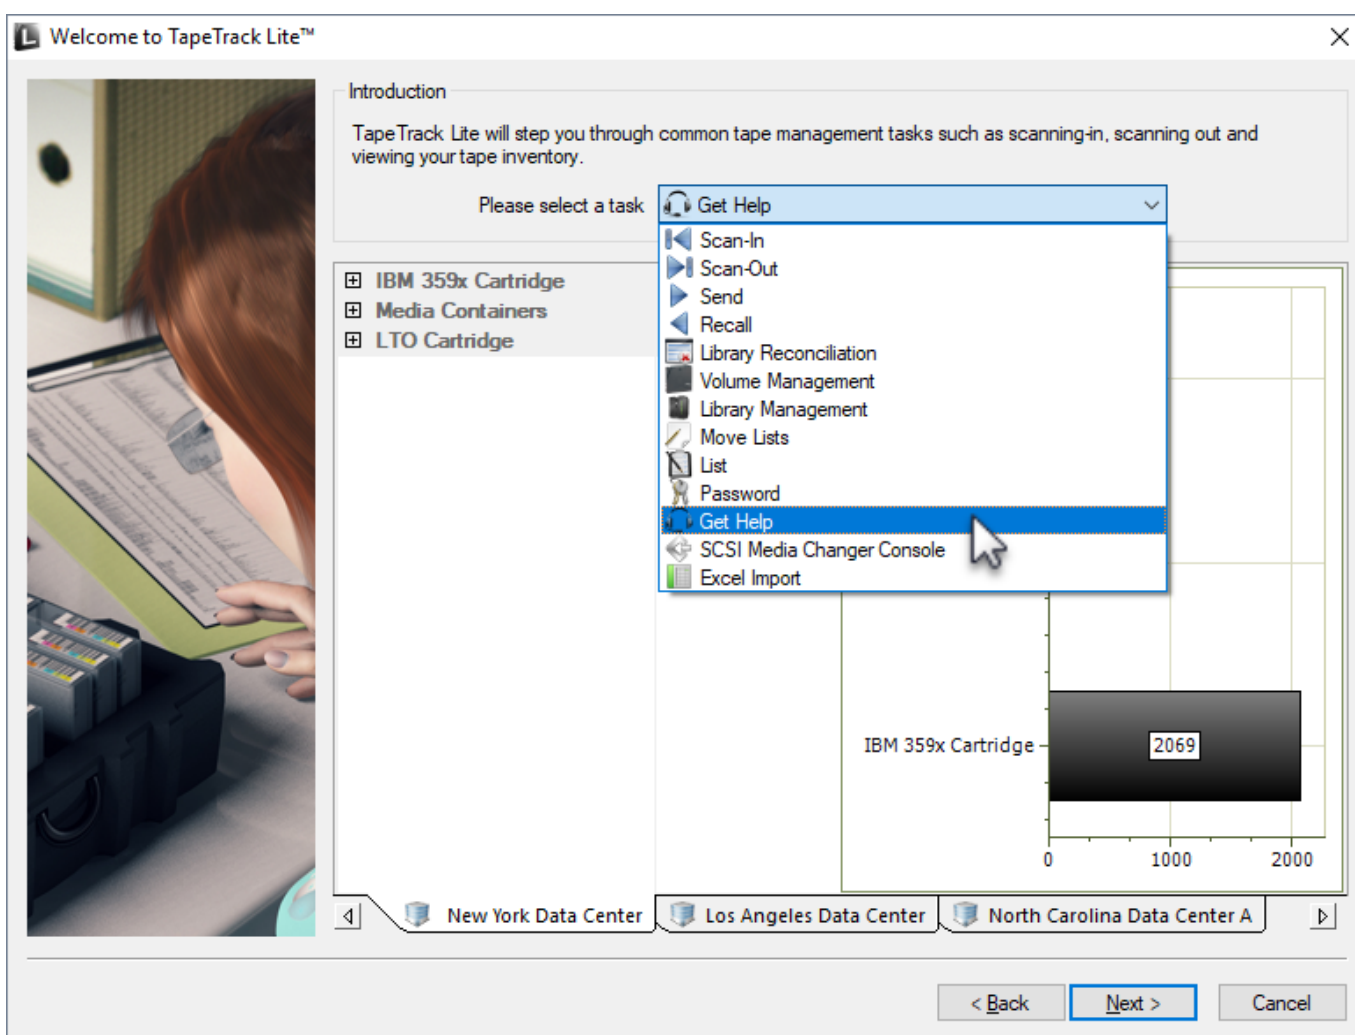 Welcome to TapeTrack Lite™
Introduction
TapeTrack Lite will step you through common tape management tasks such as scanning-in, scanning out and
viewing your tape inventory.
Please select a task
Get Help
Scan-In
Scan-Out
Send
Recall
Library Reconciliation
Volume Management
Library Management
Move Lists
List
Password
Get Help
SCSI Media Changer Console
Excel Import
IBM 359x Cartridge
Media Containers
LTO Cartridge
IBM 359x Cartridge
2069
0 1000 2000
New York Data Center
Los Angeles Data Center
North Carolina Data Center A
< Back
Next >
Cancel